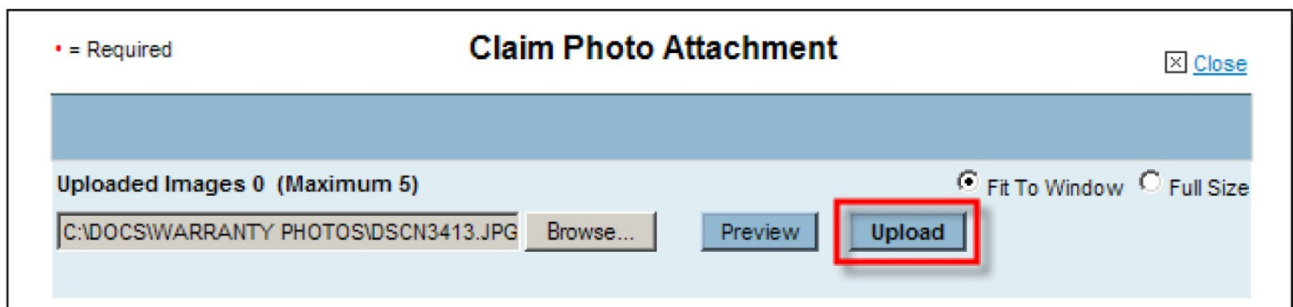 • = Required
Claim Photo Attachment
Close
Uploaded Images 0 (Maximum 5)
Fit To Window Full Size
C:\DOCS\WARRANTY PHOTOS\DSCN3413.JPG Browse... Preview Upload